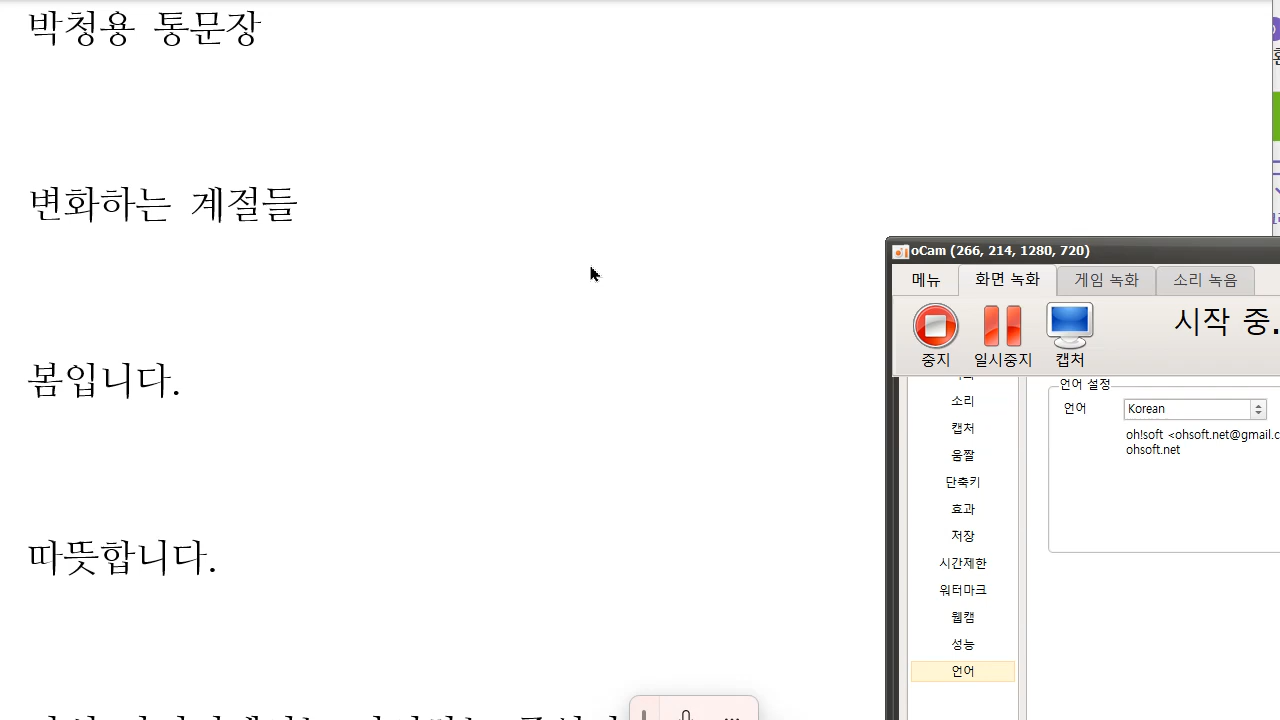 박청용 통문장
변화하는 계절들
봄입니다.
따뜻합니다.
oCam (266, 214, 1280, 720)
메뉴
화면 녹화
게임 녹화
소리 녹음
시작 중.
중지
일시중지
캡처
소리
캡처
움짤
단축키
효과
저장
시간제한
워터마크
웹캠
성능
언어
언어 설정
언어
Korean
oh!soft <ohsoft.net@gmail.c
ohsoft.net